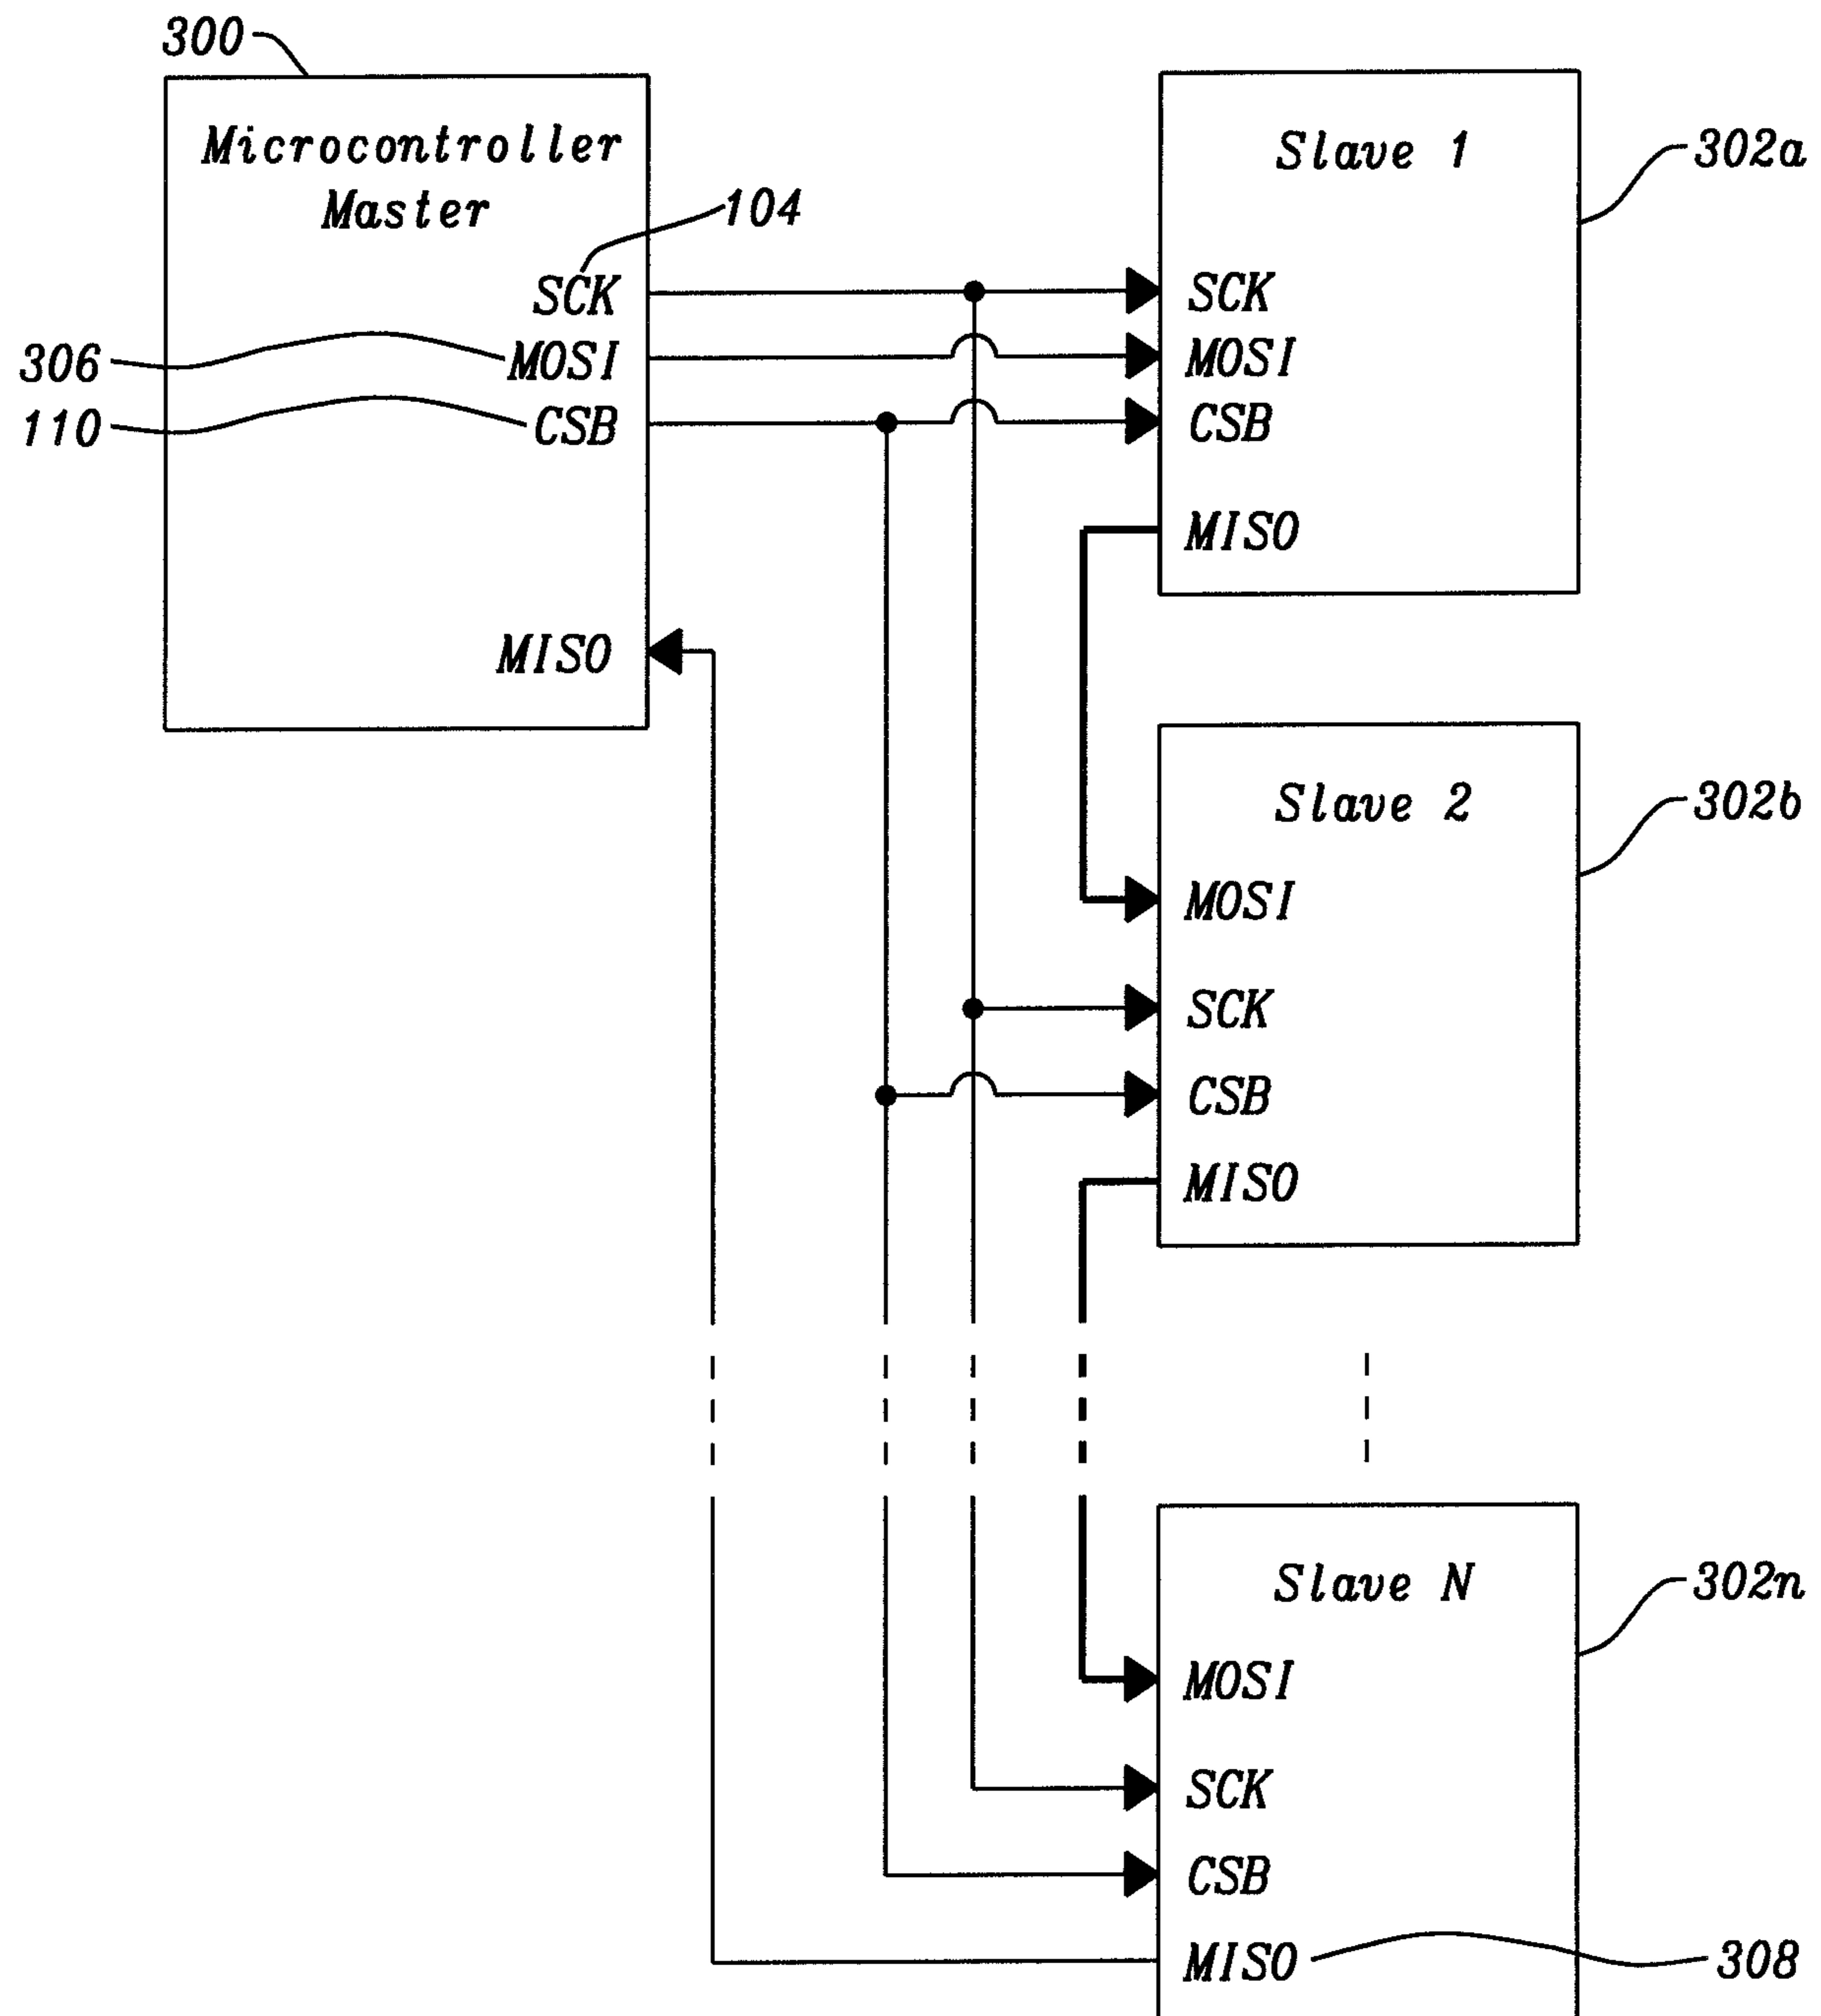 300
Microcontroller
Master
104
SCK
306
MOSI
110
CSB
MISO
Slave 1
302a
SCK
MOSI
CSB
MISO
Slave 2
302b
MOSI
SCK
CSB
MISO
Slave N
302n
MOSI
SCK
CSB
MISO
308